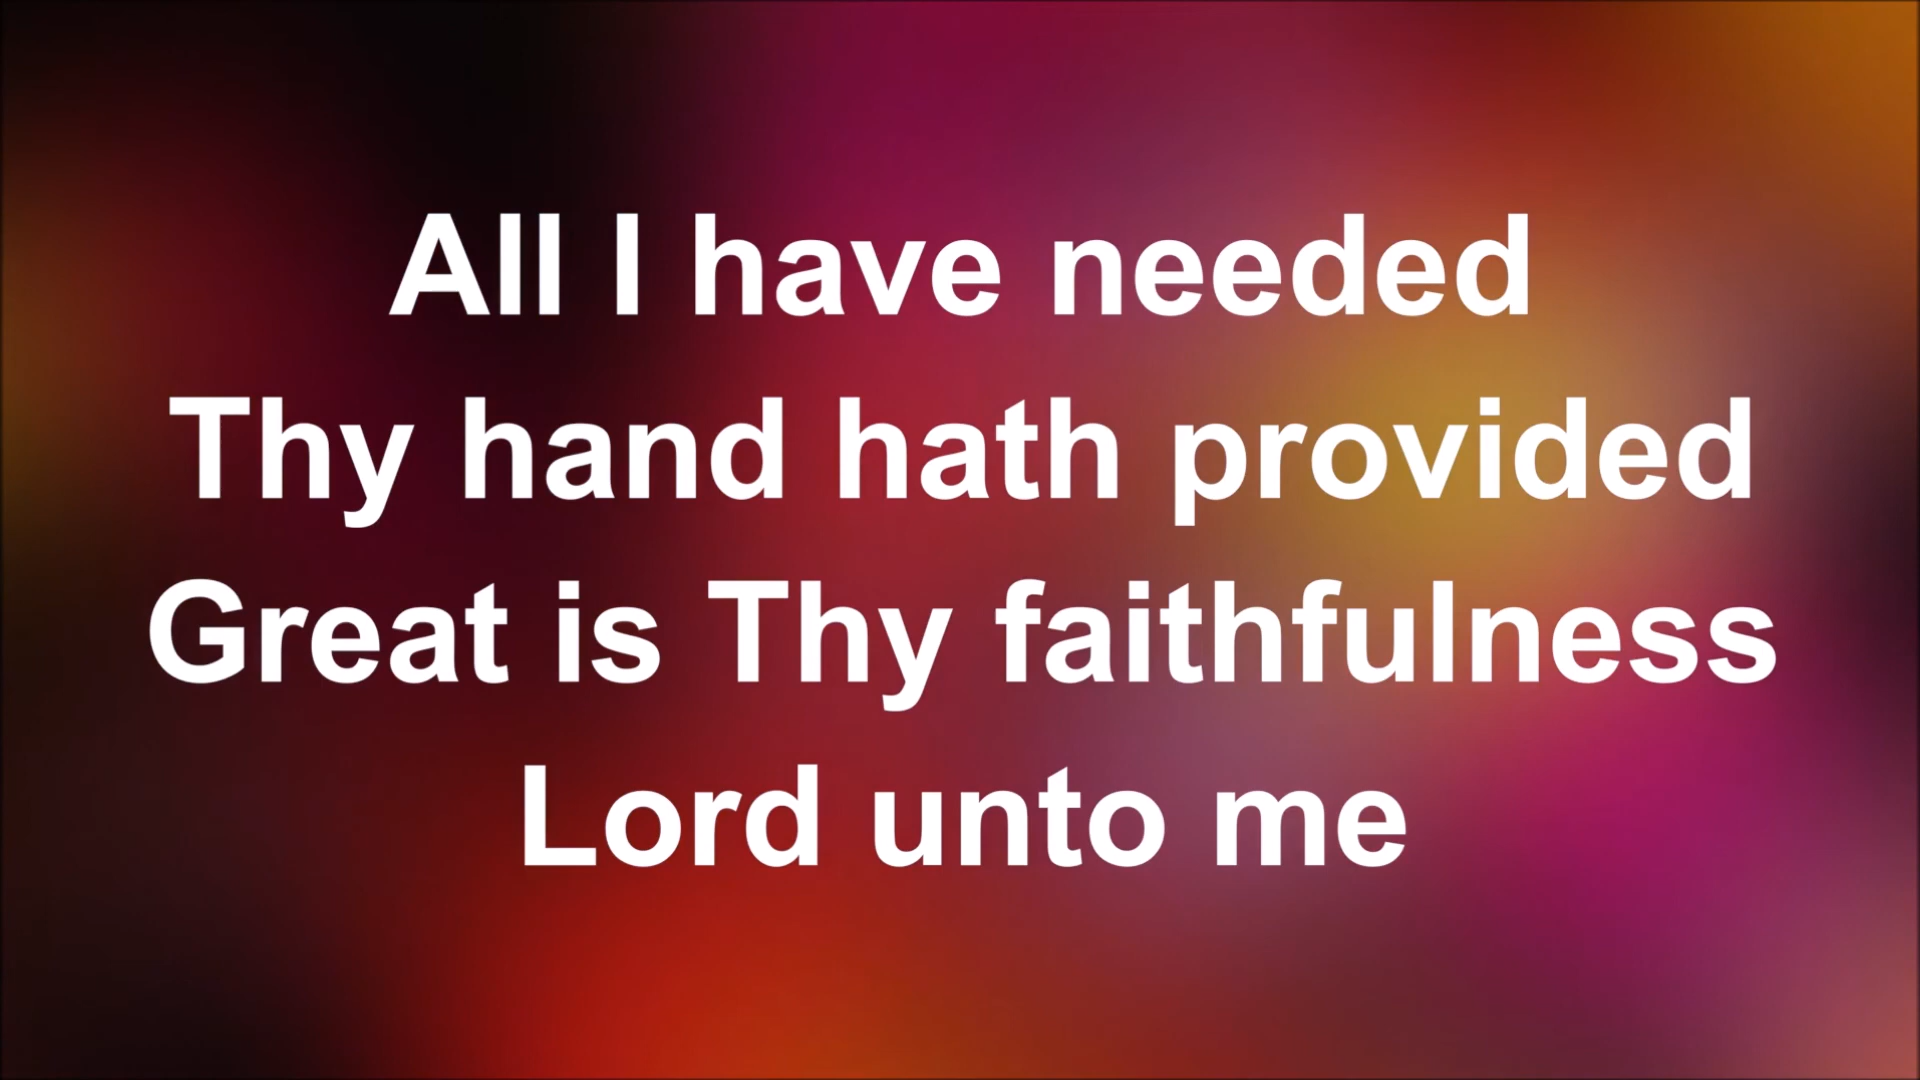 All I have needed
Thy hand hath provided
Great is Thy faithfulness
Lord unto me